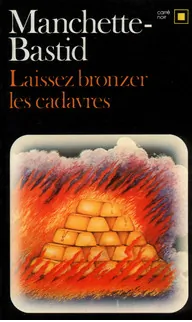 Manchette-
Bastid
carré
noir
Laissez bronzer
les cadavres